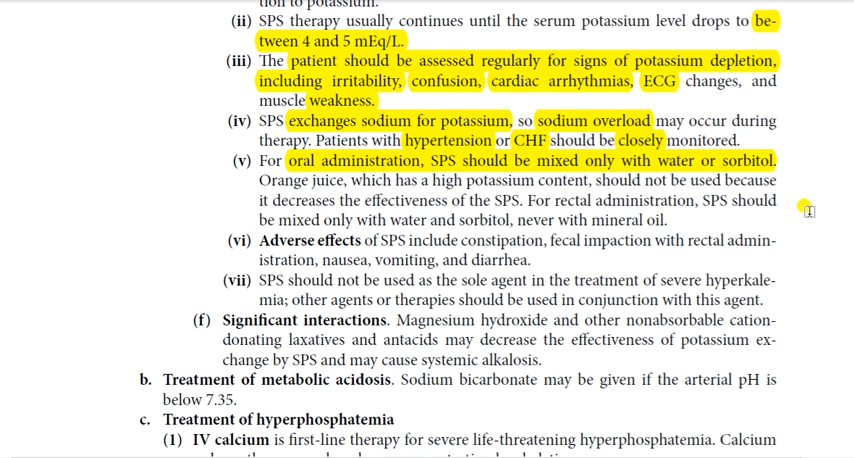 tion to potassium.
(ii) SPS therapy usually continues until the serum potassium level drops to be-
tween 4 and 5 mEq/L.
(iii) The patient should be assessed regularly for signs of potassium depletion,
including irritability, confusion, cardiac arrhythmias, ECG changes, and
muscle weakness.
(iv) SPS exchanges sodium for potassium, so sodium overload may occur during
therapy. Patients with hypertension or CHF should be closely monitored.
(v) For oral administration, SPS should be mixed only with water or sorbitol.
Orange juice, which has a high potassium content, should not be used because
it decreases the effectiveness of the SPS. For rectal administration, SPS should
be mixed only with water and sorbitol, never with mineral oil.
(vi) Adverse effects of SPS include constipation, fecal impaction with rectal admin-
istration, nausea, vomiting, and diarrhea.
(vii) SPS should not be used as the sole agent in the treatment of severe hyperkale-
mia; other agents or therapies should be used in conjunction with this agent.
(f) Significant interactions. Magnesium hydroxide and other nonabsorbable cation-
donating laxatives and antacids may decrease the effectiveness of potassium ex-
change by SPS and may cause systemic alkalosis.
b. Treatment of metabolic acidosis. Sodium bicarbonate may be given if the arterial pH is
below 7.35.
c. Treatment of hyperphosphatemia
(1) IV calcium is first-line therapy for severe life-threatening hyperphosphatemia. Calcium